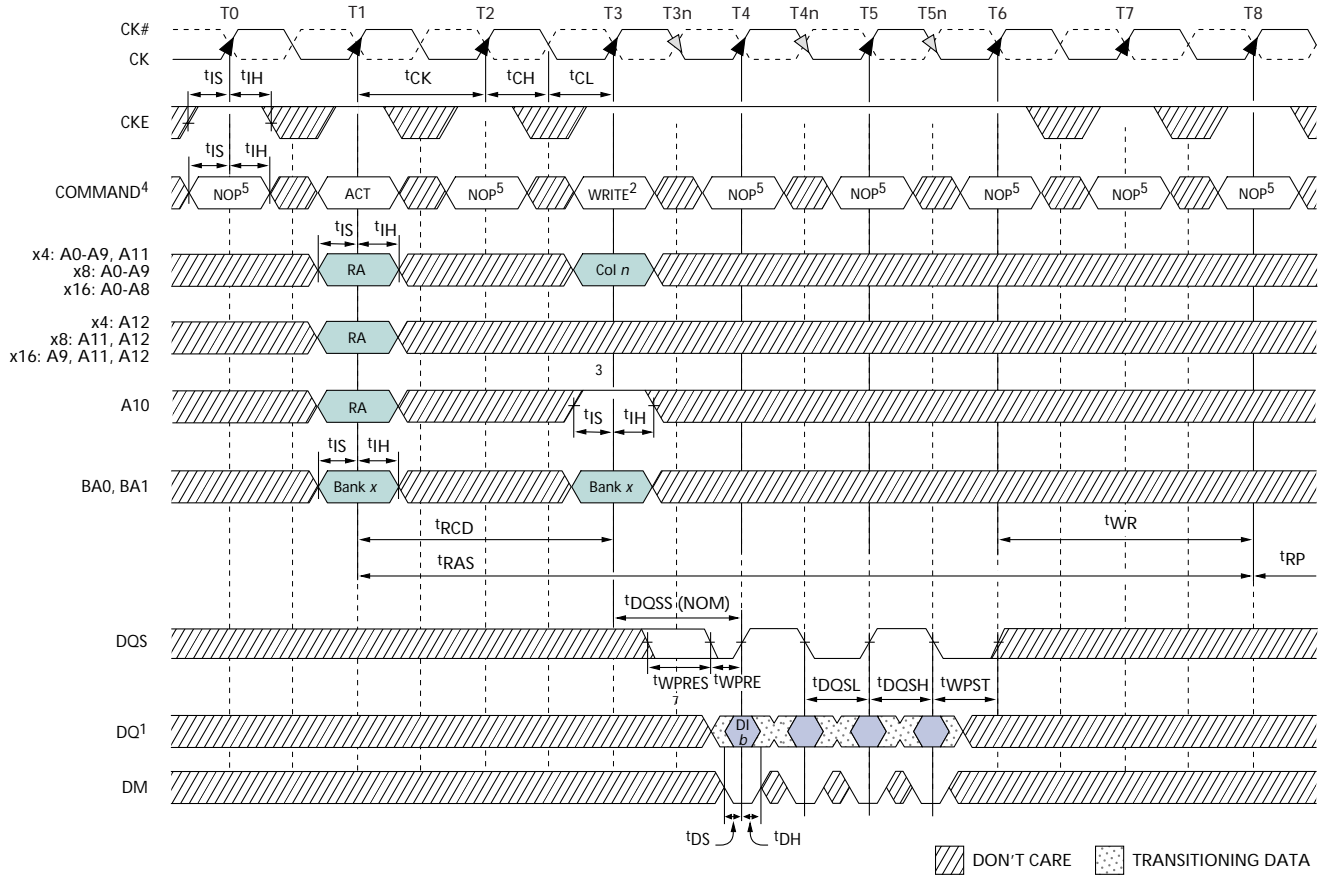 T0 T1 T2 T3 T3n T4 T4n T5 T5n T6 T7 T8
CK#
CK
tIS tIH tCK tCH tCL
CKE
tIS tIH
COMMAND4 NOP5 ACT NOP5 WRITE2 NOP5 NOP5 NOP5 NOP5 NOP5
tIS tIH
x4: A0-A9, A11
x8: A0-A9
x16: A0-A8
RA Col n
x4: A12
x8: A11, A12
x16: A9, A11, A12
RA
3
A10 RA
tIS tIH
tIS tIH
BA0, BA1 Bank x Bank x
tRCD tWR
tRAS tRP
tDQSS (NOM)
DQS
tWPRES tWPRE tDQSL tDQSH tWPST
7
DQ1 DI
b
DM
tDS tDH
DON'T CARE TRANSITIONING DATA